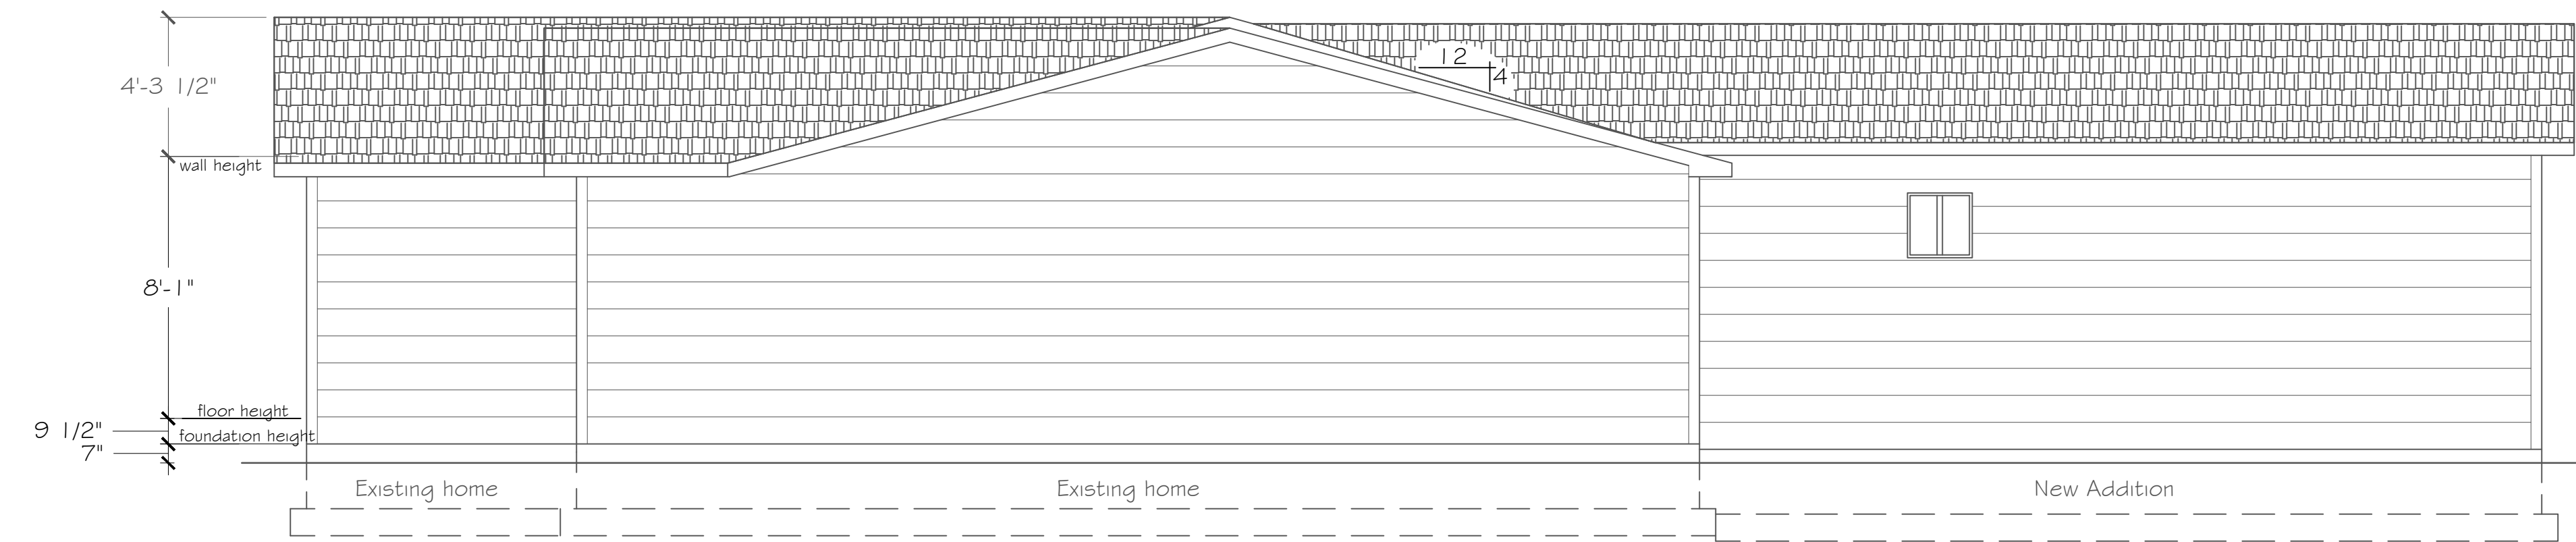 12
4
4'-3 1/2"
wall height
8'-1"
floor height
9 1/2"
foundation height
7"
Existing home
Existing home
New Addition